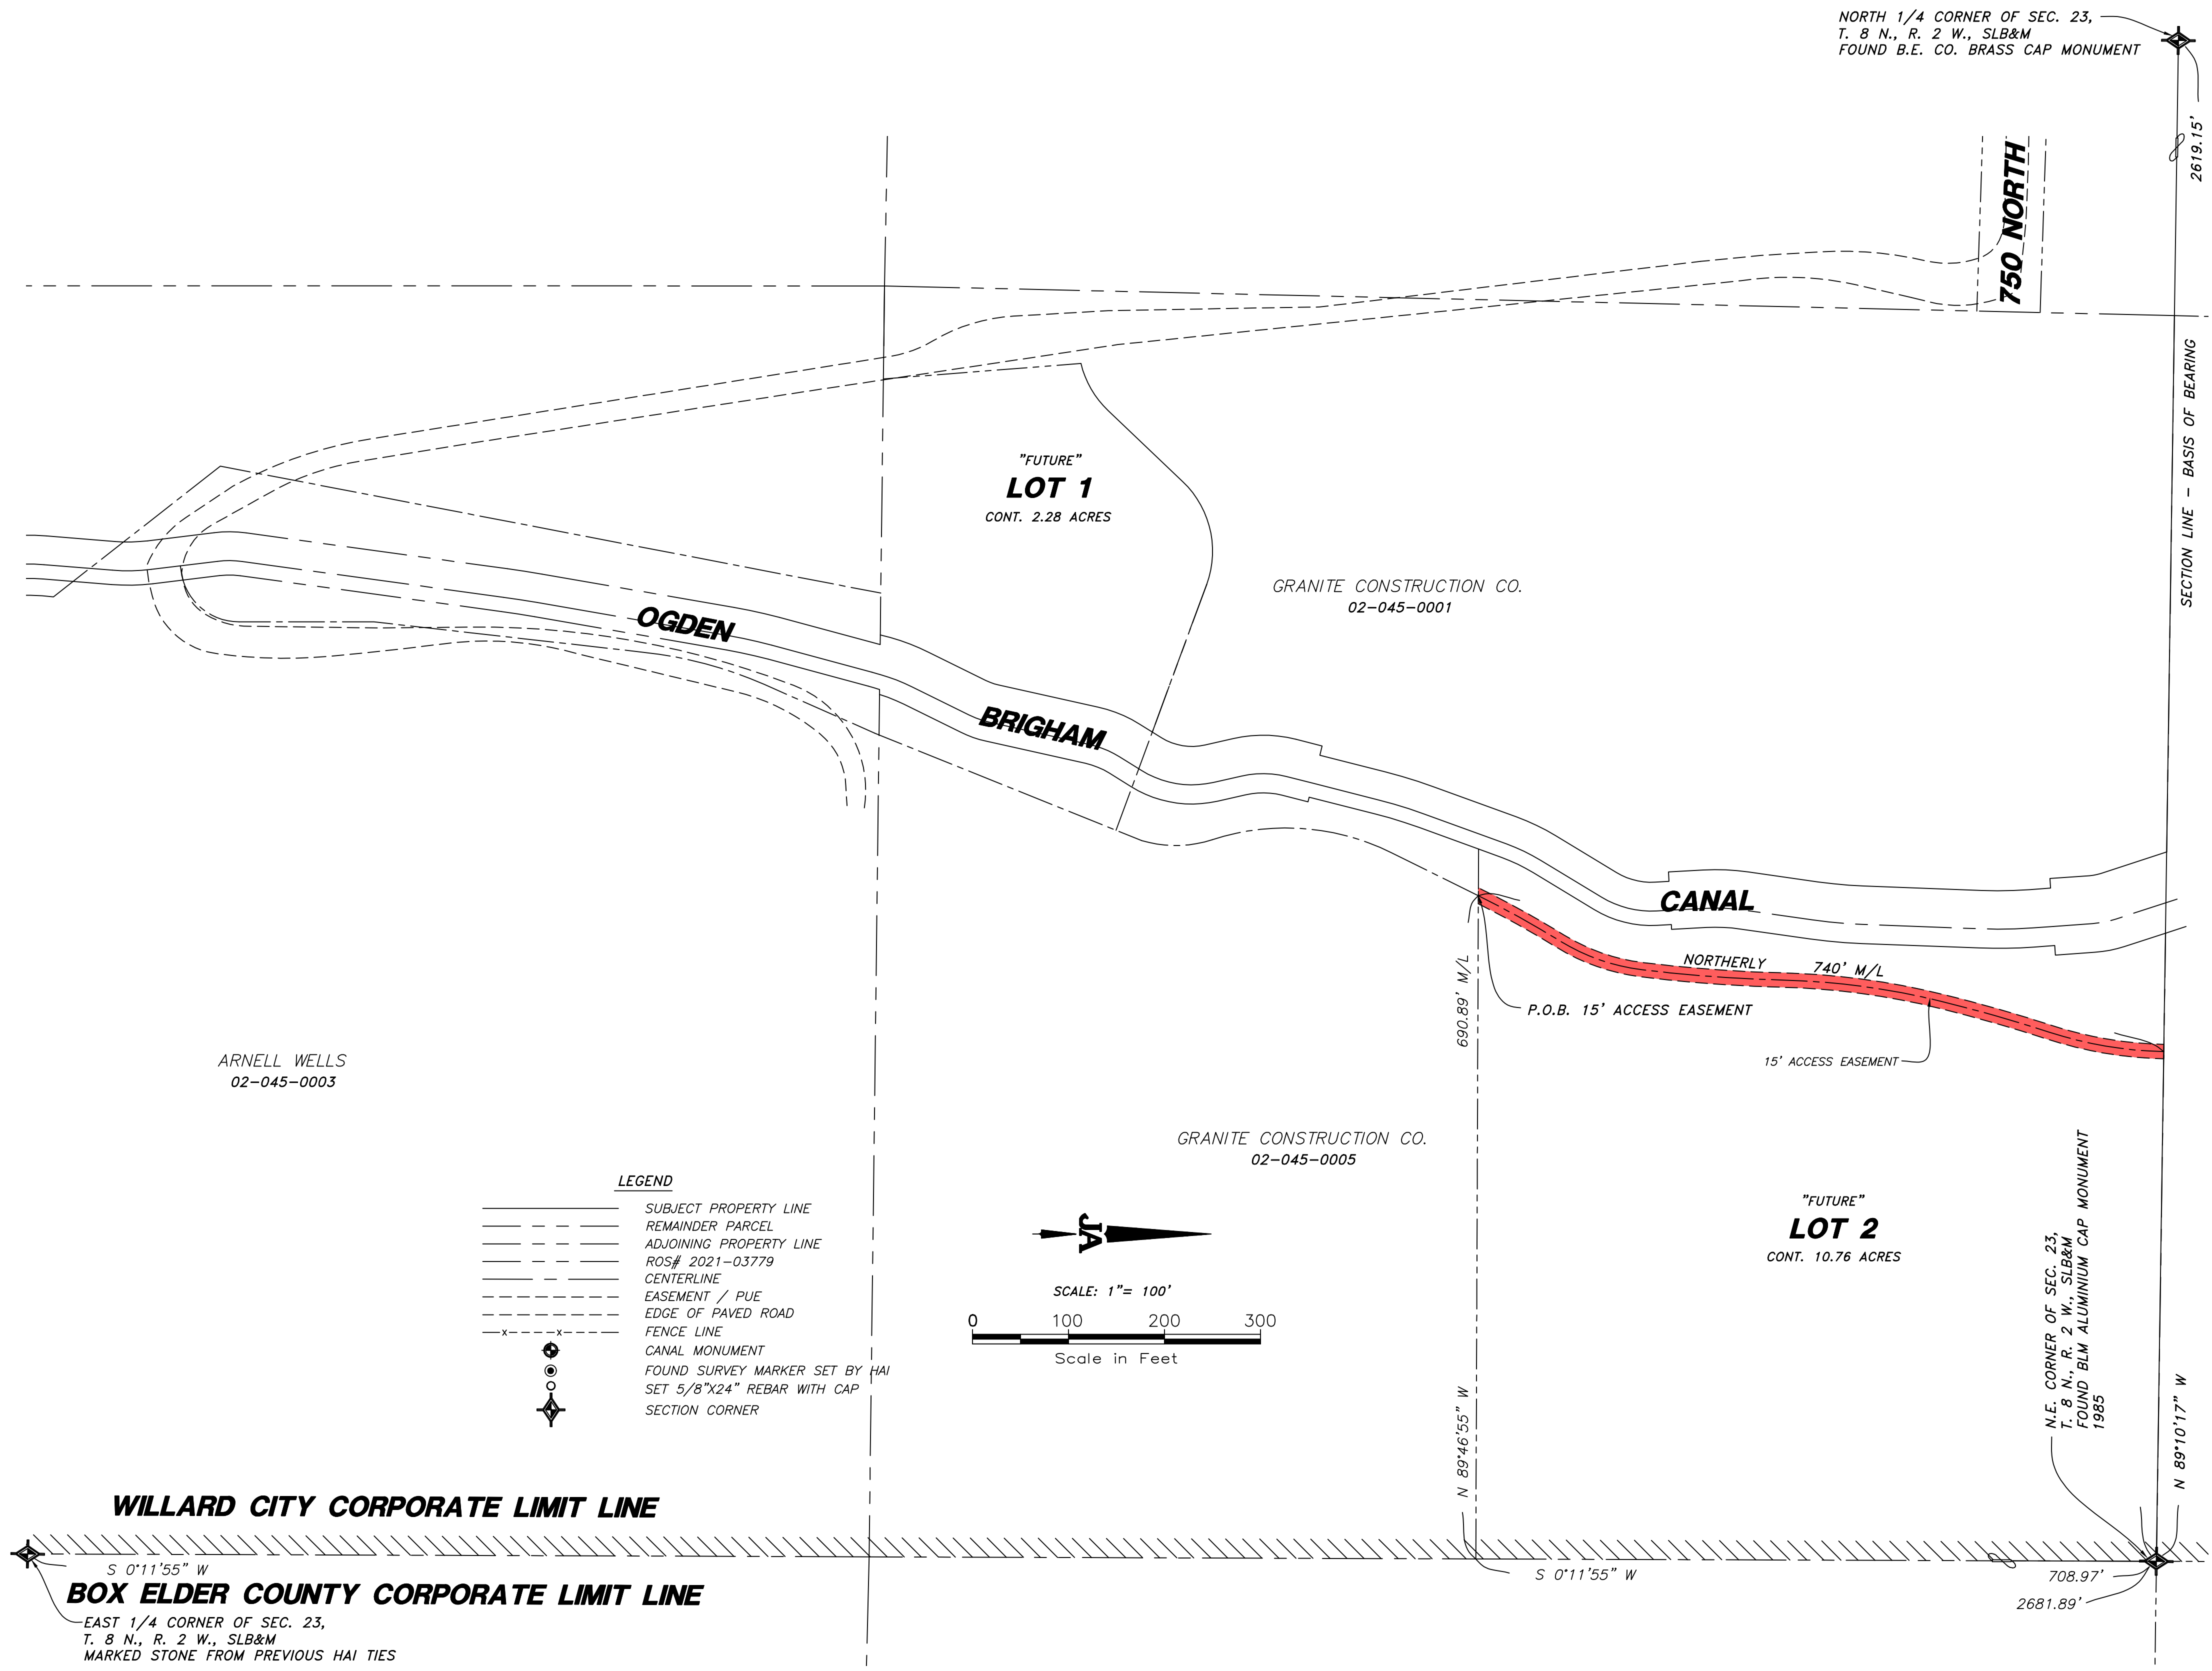 NORTH 1/4 CORNER OF SEC. 23,
T. 8 N., R. 2 W., SLB&M
FOUND B.E. CO. BRASS CAP MONUMENT
2619.15'
750 NORTH
SECTION LINE - BASIS OF BEARING
"FUTURE"
LOT 1
CONT. 2.28 ACRES
GRANITE CONSTRUCTION CO.
02-045-0001
OGDEN
BRIGHAM
CANAL
NORTHERLY 740' M/L
690.89' M/L
P.O.B. 15' ACCESS EASEMENT
15' ACCESS EASEMENT
ARNELL WELLS
02-045-0003
GRANITE CONSTRUCTION CO.
02-045-0005
"FUTURE"
LOT 2
CONT. 10.76 ACRES
LEGEND
SUBJECT PROPERTY LINE
REMAINDER PARCEL
ADJOINING PROPERTY LINE
ROS# 2021-03779
CENTERLINE
EASEMENT / PUE
EDGE OF PAVED ROAD
x x FENCE LINE
CANAL MONUMENT
FOUND SURVEY MARKER SET BY HAI
SET 5/8"X24" REBAR WITH CAP
SECTION CORNER
JA
SCALE: 1"= 100'
0 100 200 300
Scale in Feet
N.E. CORNER OF SEC. 23,
T. 8 N., R. 2 W., SLB&M
FOUND BLM ALUMINIUM CAP MONUMENT
1985
N 89°46'55" W
N 89°10'17" W
WILLARD CITY CORPORATE LIMIT LINE
S 0°11'55" W
S 0°11'55" W
708.97'
2681.89'
BOX ELDER COUNTY CORPORATE LIMIT LINE
EAST 1/4 CORNER OF SEC. 23,
T. 8 N., R. 2 W., SLB&M
MARKED STONE FROM PREVIOUS HAI TIES